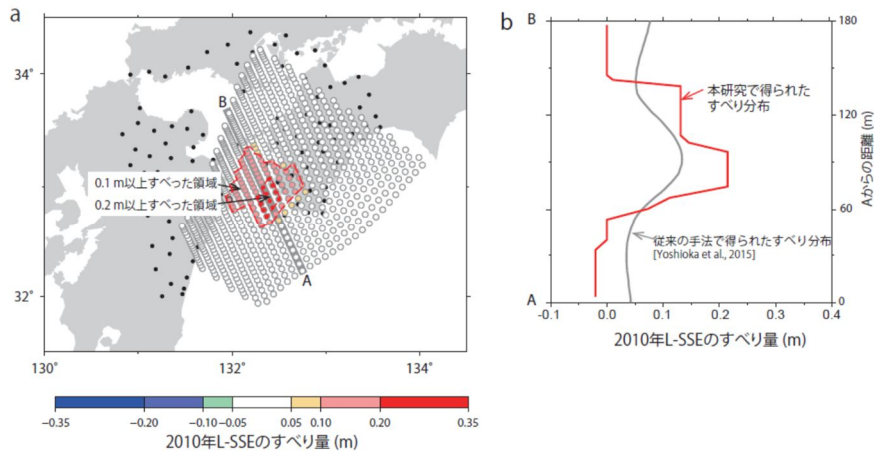 a
34°
33°
32°
130°
132°
134°
B
0.1 m以上すべった領域
0.2 m以上すべった領域
A
-0.35
-0.20
-0.10
-0.05
0.05
0.10
0.20
0.35
2010年L-SSEのすべり量 (m)
b
B
180
本研究で得られた
すべり分布
120
Aからの距離 (m)
60
従来の手法で得られたすべり分布
[Yoshioka et al., 2015]
A
0
-0.1
0.0
0.1
0.2
0.3
0.4
2010年L-SSEのすべり量 (m)